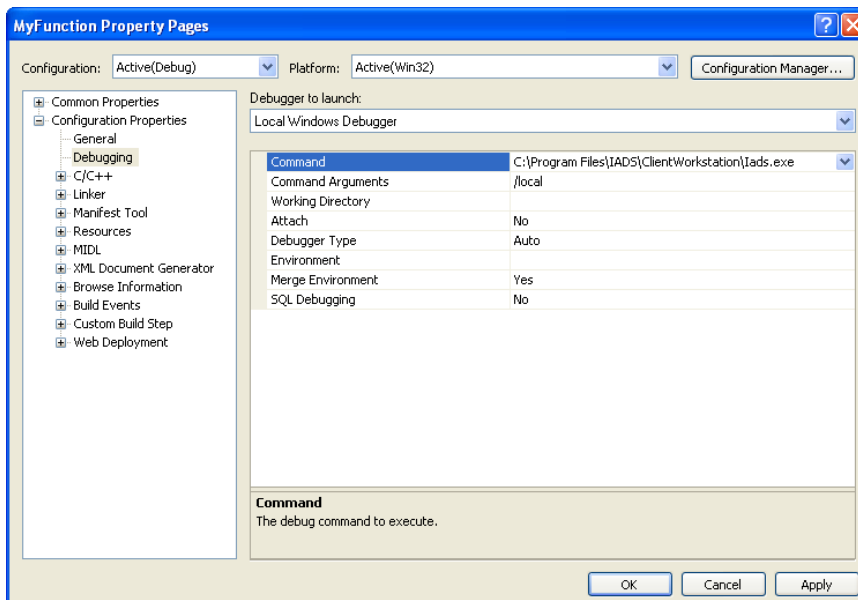 MyFunction Property Pages
Configuration: Active(Debug) Platform: Active(Win32) Configuration Manager...
Common Properties
Configuration Properties
General
Debugging
C/C++
Linker
Manifest Tool
Resources
MIDL
XML Document Generator
Browse Information
Build Events
Custom Build Step
Web Deployment
Debugger to launch:
Local Windows Debugger
Command C:\Program Files\IADS\ClientWorkstation\Iads.exe
Command Arguments /local
Working Directory
Attach No
Debugger Type Auto
Environment
Merge Environment Yes
SQL Debugging No
Command
The debug command to execute.
OK Cancel Apply